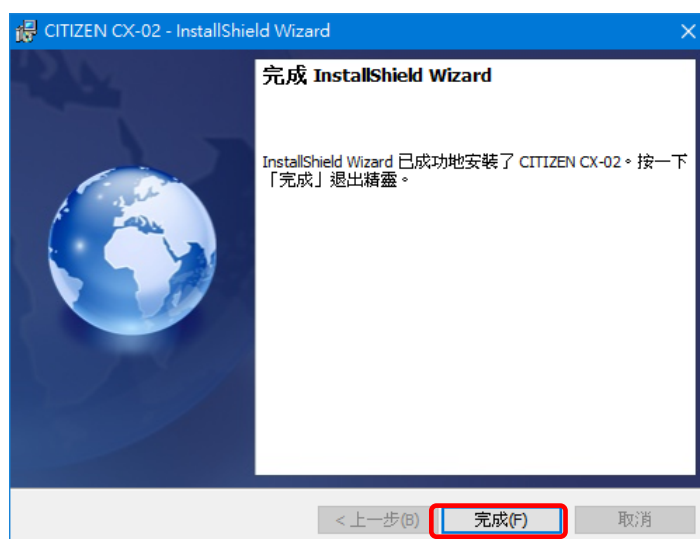 CITIZEN CX-02 - InstallShield Wizard
完成 InstallShield Wizard
InstallShield Wizard 已成功地安裝了 CITIZEN CX-02。按一下
「完成」退出精靈。
<上一步(B) 完成(F) 取消